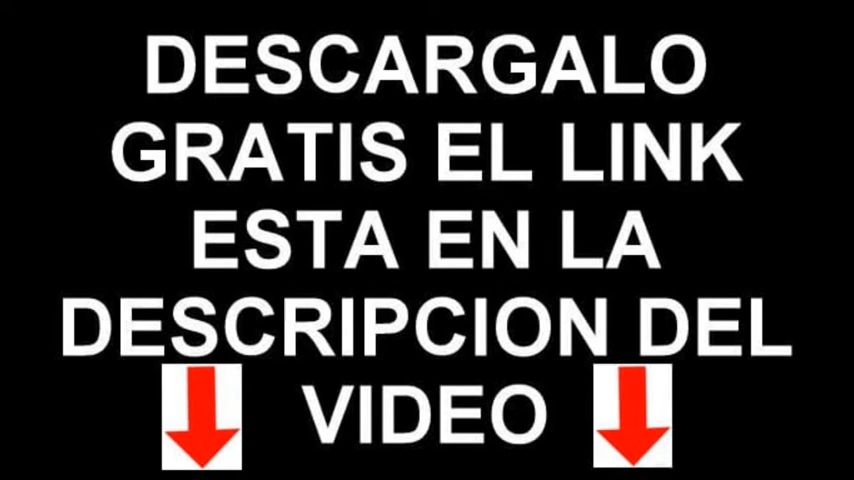 DESCARGALO
GRATIS EL LINK
ESTA EN LA
DESCRIPCION DEL
VIDEO